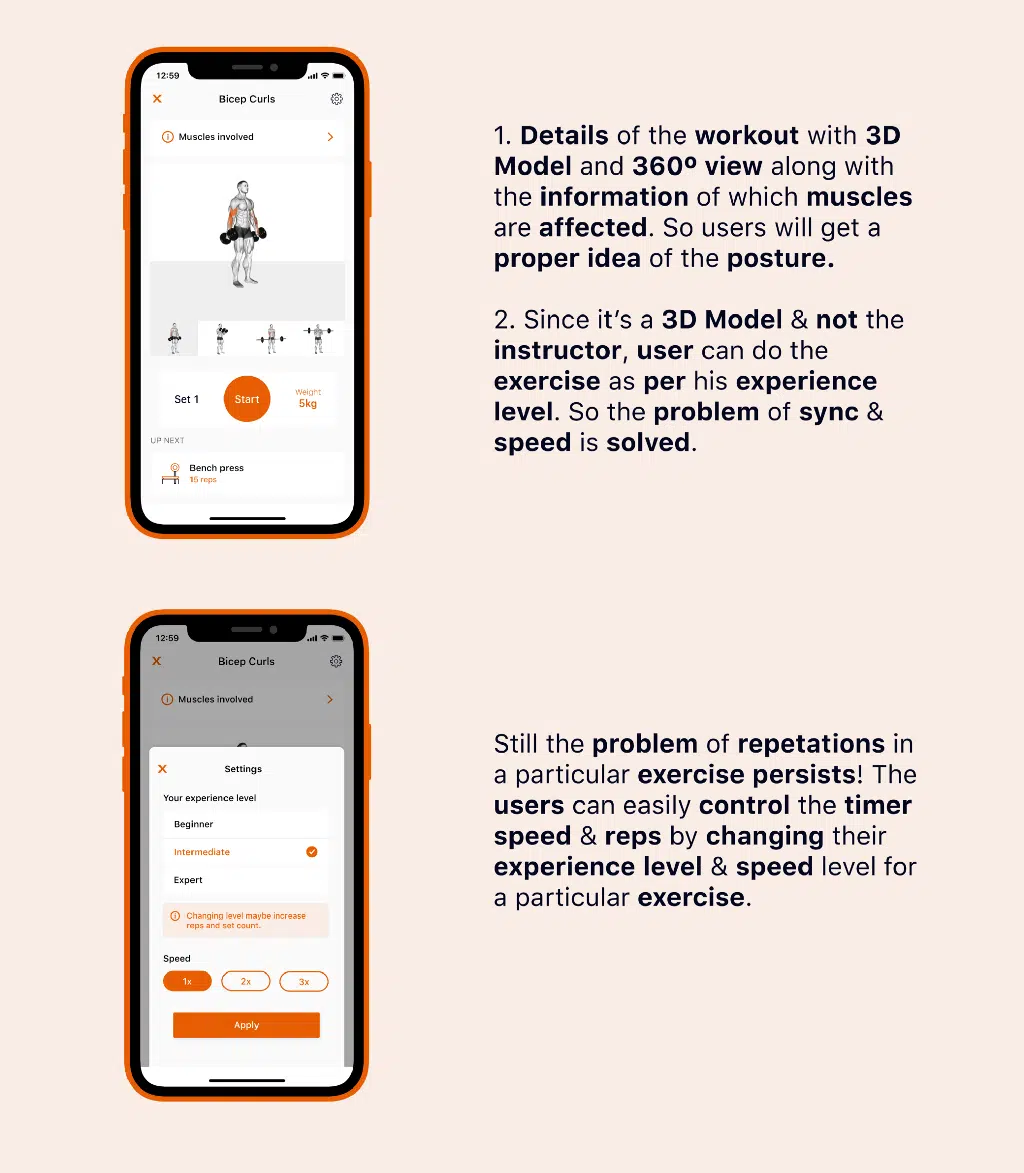 12:59
Bicep Curls
Muscles involved
Set 1
Start
Weight
5kg
UP NEXT
Bench press
15 reps
1. Details of the workout with 3D
Model and 360º view along with
the information of which muscles
are affected. So users will get a
proper idea of the posture.
2. Since it’s a 3D Model & not the
instructor, user can do the
exercise as per his experience
level. So the problem of sync &
speed is solved.
12:59
Bicep Curls
Muscles involved
Settings
Your experience level
Beginner
Intermediate
Expert
Changing level maybe increase
reps and set count.
Speed
1x
2x
3x
Apply
Still the problem of repetations in
a particular exercise persists! The
users can easily control the timer
speed & reps by changing their
experience level & speed level for
a particular exercise.